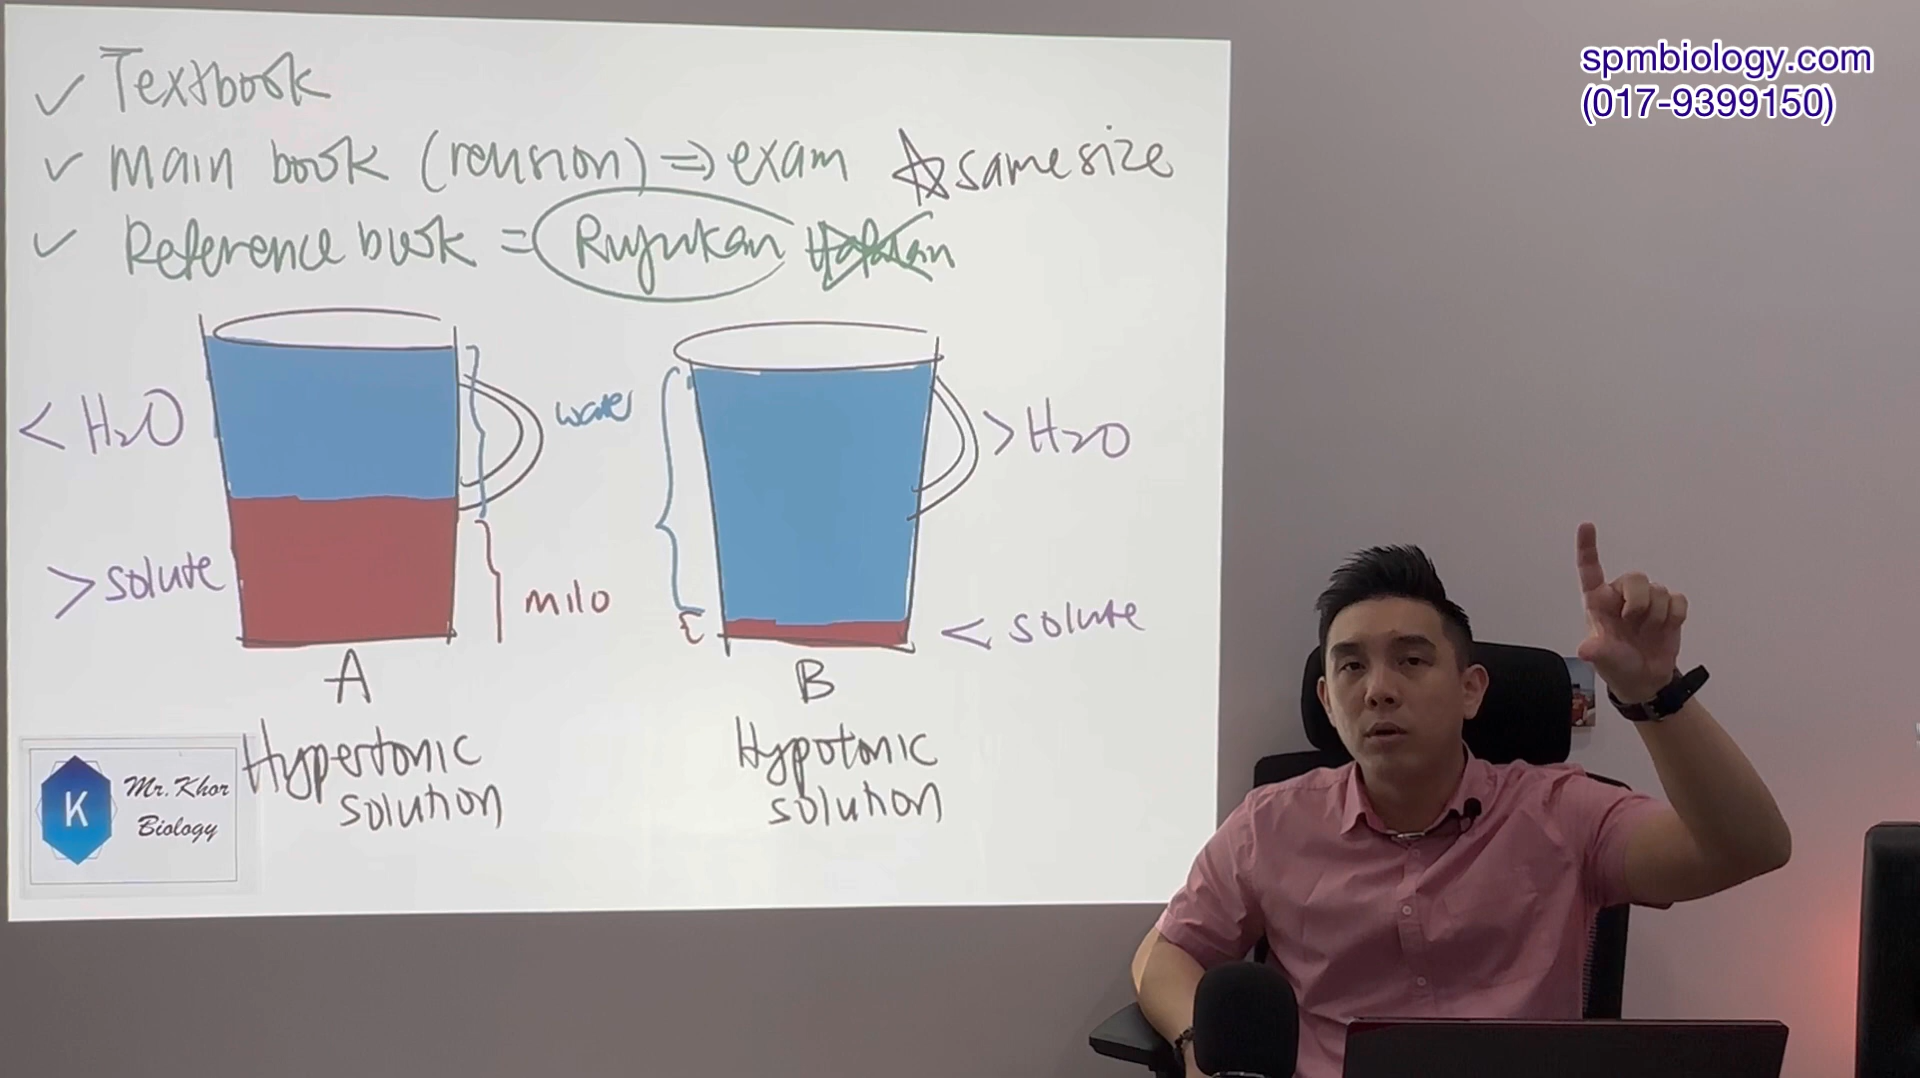 spmbiology.com
(017-9399150)
✓ Textbook
✓ main book (revision) ⇒ exam ☆ same size
✓ Reference book = Rujukan Hafalan
< H2O
water
> H2O
> solute
milo
< solute
A
B
Hypertonic
solution
Hypotonic
solution
K
Mr. Khor
Biology